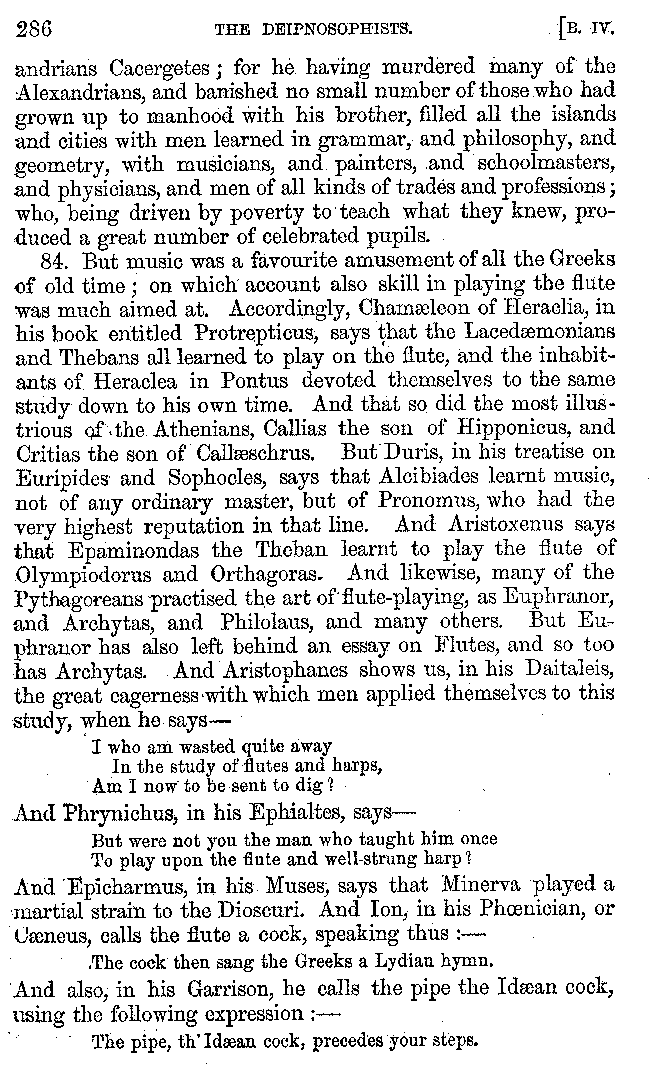 286 THE DEIPNOSOPHISTS. [B. IV.
andrians Cacergetes; for he having murdered many of the
Alexandrians, and banished no small number of those who had
grown up to manhood with his brother, filled all the islands
and cities with men learned in grammar, and philosophy, and
geometry, with musicians, and painters, and schoolmasters,
and physicians, and men of all kinds of trades and professions;
who, being driven by poverty to teach what they knew, pro-
duced a great number of celebrated pupils.
84. But music was a favourite amusement of all the Greeks
of old time; on which account also skill in playing the flute
was much aimed at. Accordingly, Chamæleon of Heraclia, in
his book entitled Protrepticus, says that the Lacedæmonians
and Thebans all learned to play on the flute, and the inhabit-
ants of Heraclea in Pontus devoted themselves to the same
study down to his own time. And that so did the most illus-
trious of the Athenians, Callias the son of Hipponicus, and
Critias the son of Callæschrus. But Duris, in his treatise on
Euripides and Sophocles, says that Alcibiades learnt music,
not of any ordinary master, but of Pronomus, who had the
very highest reputation in that line. And Aristoxenus says
that Epaminondas the Theban learnt to play the flute of
Olympiodorus and Orthagoras. And likewise, many of the
Pythagoreans practised the art of flute-playing, as Euphranor,
and Archytas, and Philolaus, and many others. But Eu-
phranor has also left behind an essay on Flutes, and so too
has Archytas. And Aristophanes shows us, in his Daitaleis,
the great eagerness with which men applied themselves to this
study, when he says—
I who am wasted quite away
In the study of flutes and harps,
Am I now to be sent to dig?
And Phrynichus, in his Ephialtes, says—
But were not you the man who taught him once
To play upon the flute and well-strung harp?
And Epicharmus, in his Muses, says that Minerva played a
martial strain to the Dioscuri. And Ion, in his Phœnician, or
Cæneus, calls the flute a cock, speaking thus :—
The cock then sang the Greeks a Lydian hymn.
And also, in his Garrison, he calls the pipe the Idæan cock,
using the following expression :—
The pipe, th' Idæan cock, precedes your steps.